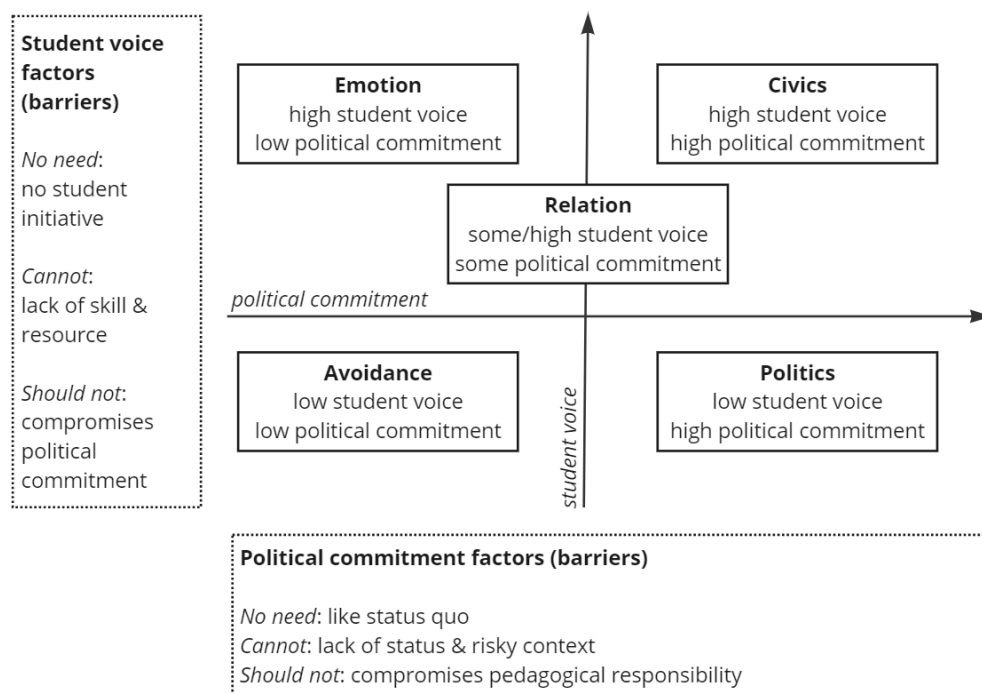 Student voice
factors
(barriers)
No need:
no student
initiative
Cannot:
lack of skill &
resource
Should not:
compromises
political
commitment
Emotion
high student voice
low political commitment
Civics
high student voice
high political commitment
Relation
some/high student voice
some political commitment
political commitment
Avoidance
low student voice
low political commitment
student voice
Politics
low student voice
high political commitment
Political commitment factors (barriers)
No need: like status quo
Cannot: lack of status & risky context
Should not: compromises pedagogical responsibility